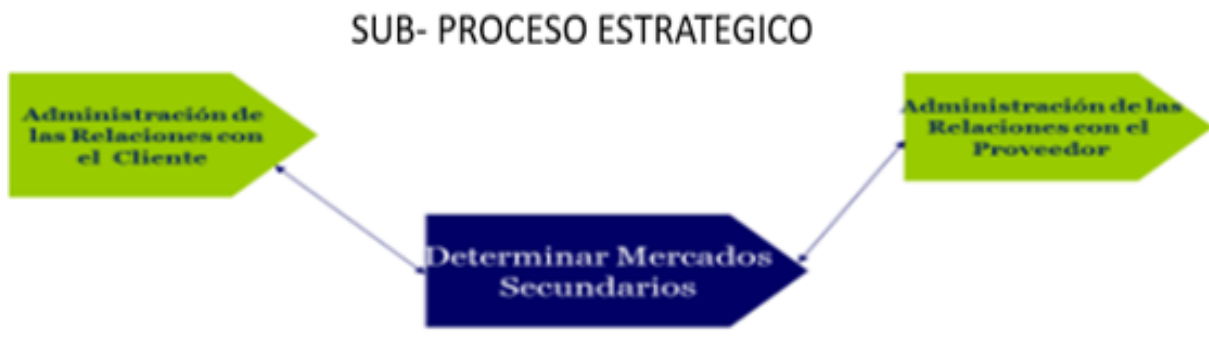 SUB- PROCESO ESTRATEGICO
Administración de
las Relaciones con
el Cliente
Administración de las
Relaciones con el
Proveedor
Determinar Mercados
Secundarios